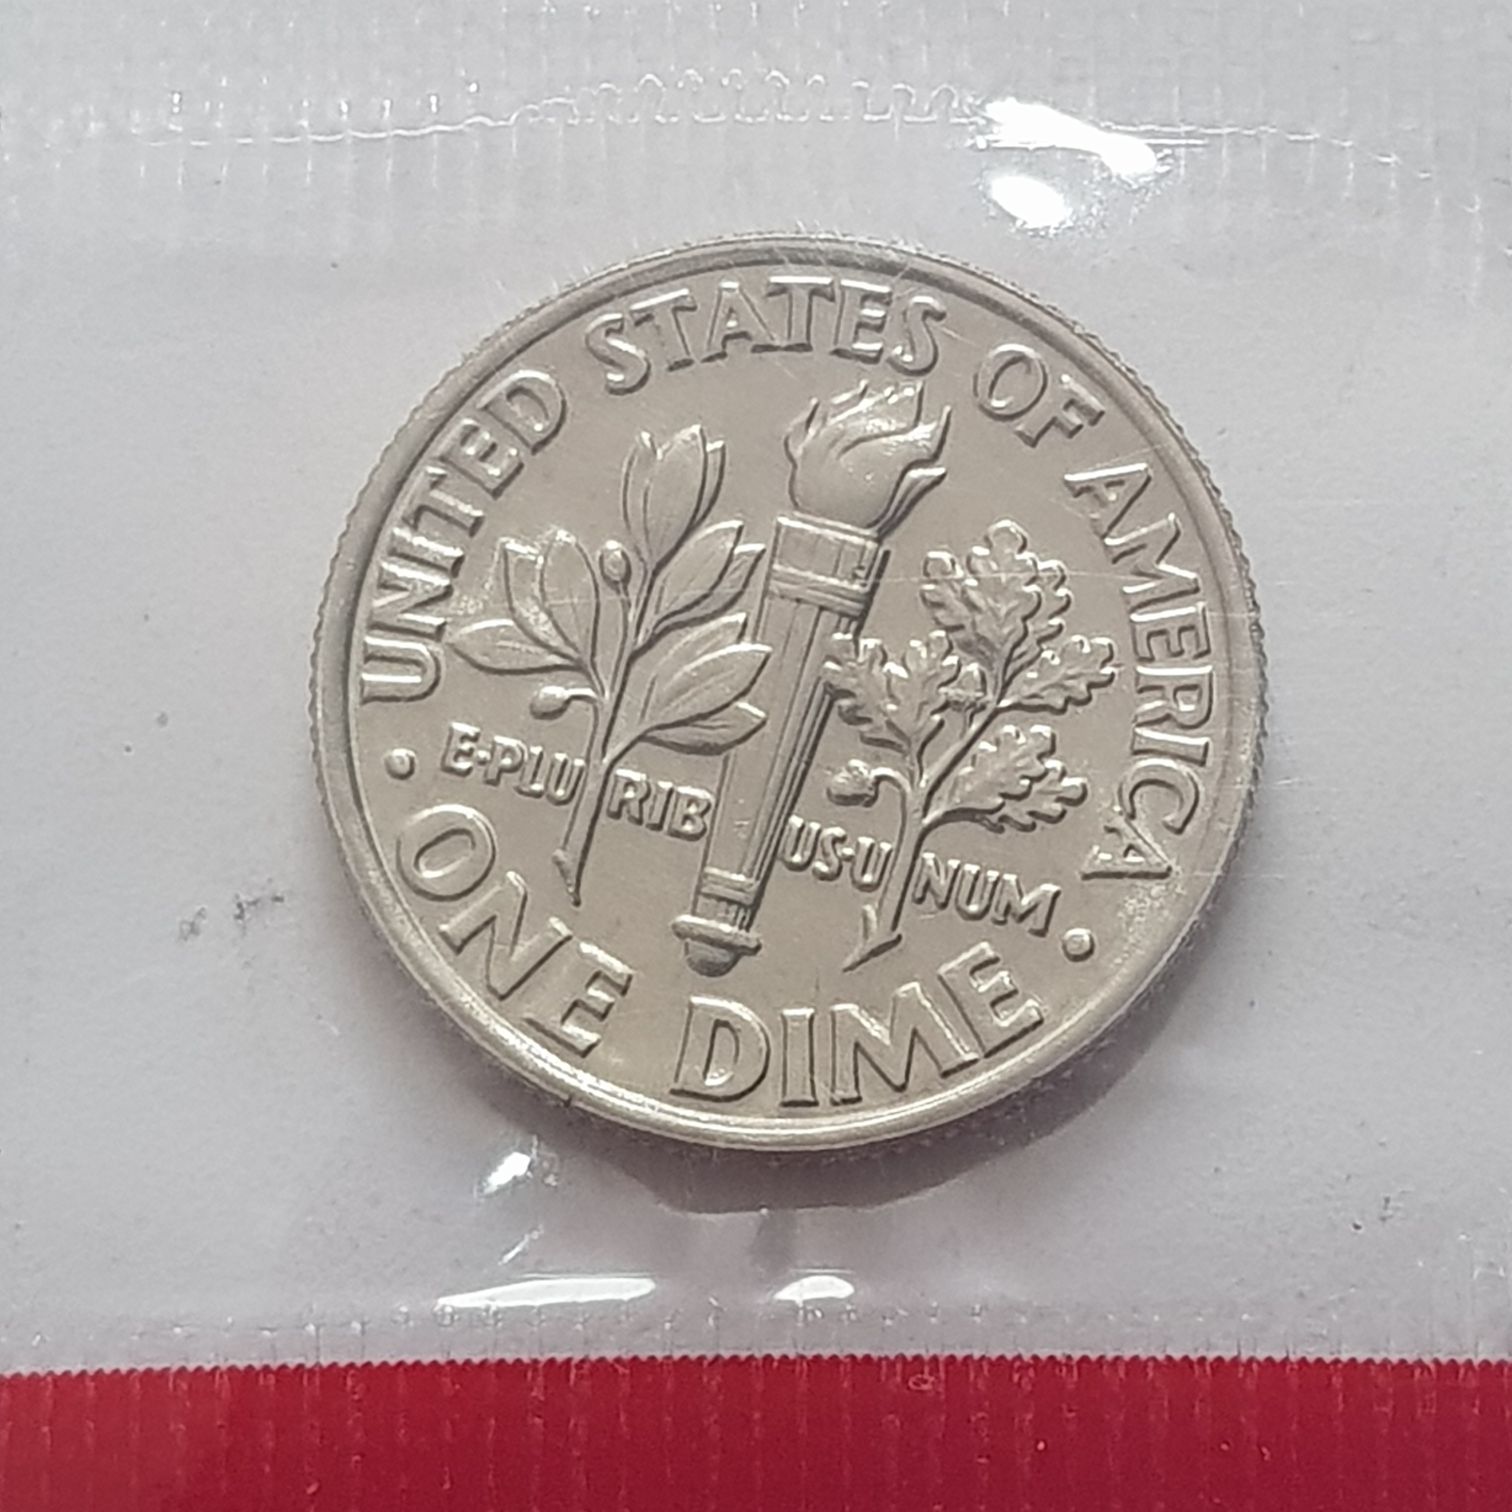 UNITED STATES OF AMERICA
E·PLU RIB US·U NUM
• ONE DIME •